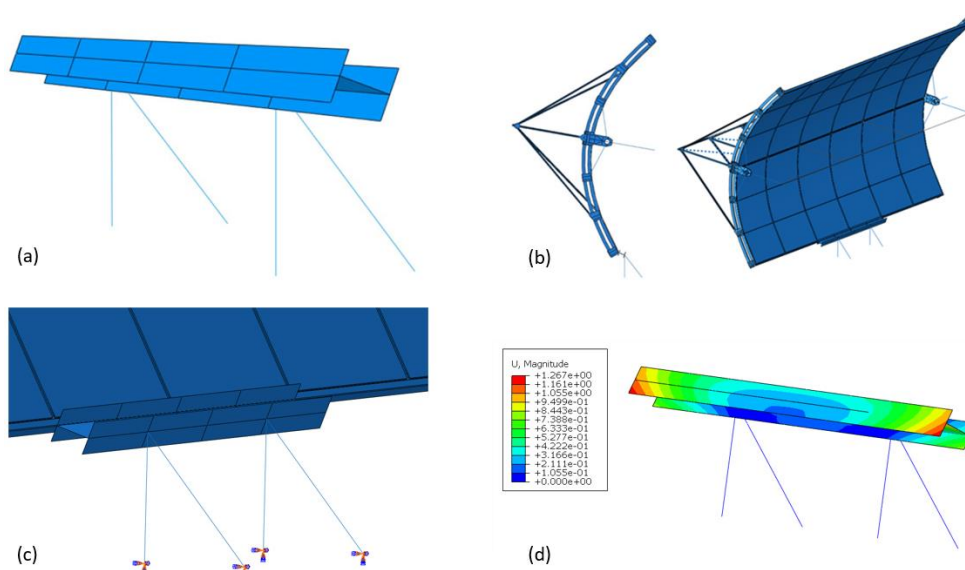 (a)
(b)
(c)
U, Magnitude
+1.267e+00
+1.161e+00
+1.055e+00
+9.499e-01
+8.443e-01
+7.388e-01
+6.333e-01
+5.277e-01
+4.222e-01
+3.166e-01
+2.111e-01
+1.055e-01
+0.000e+00
(d)